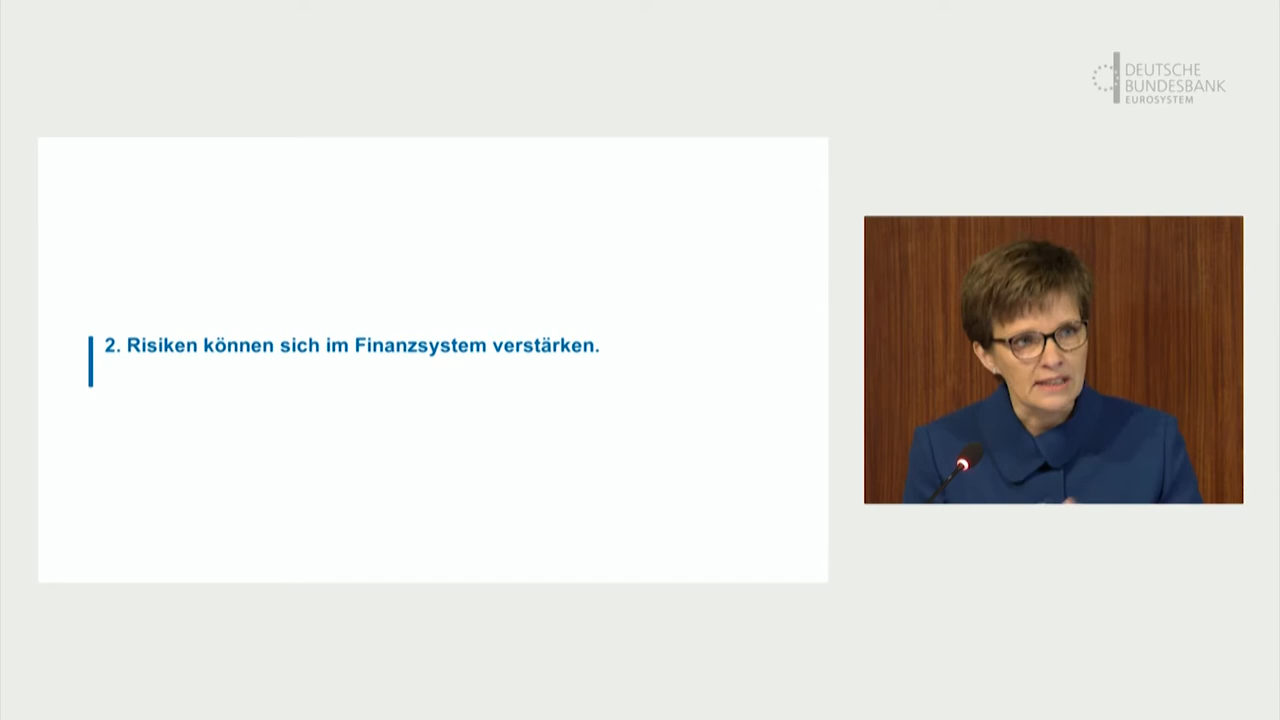 DEUTSCHE
BUNDESBANK
EUROSYSTEM
2. Risiken können sich im Finanzsystem verstärken.